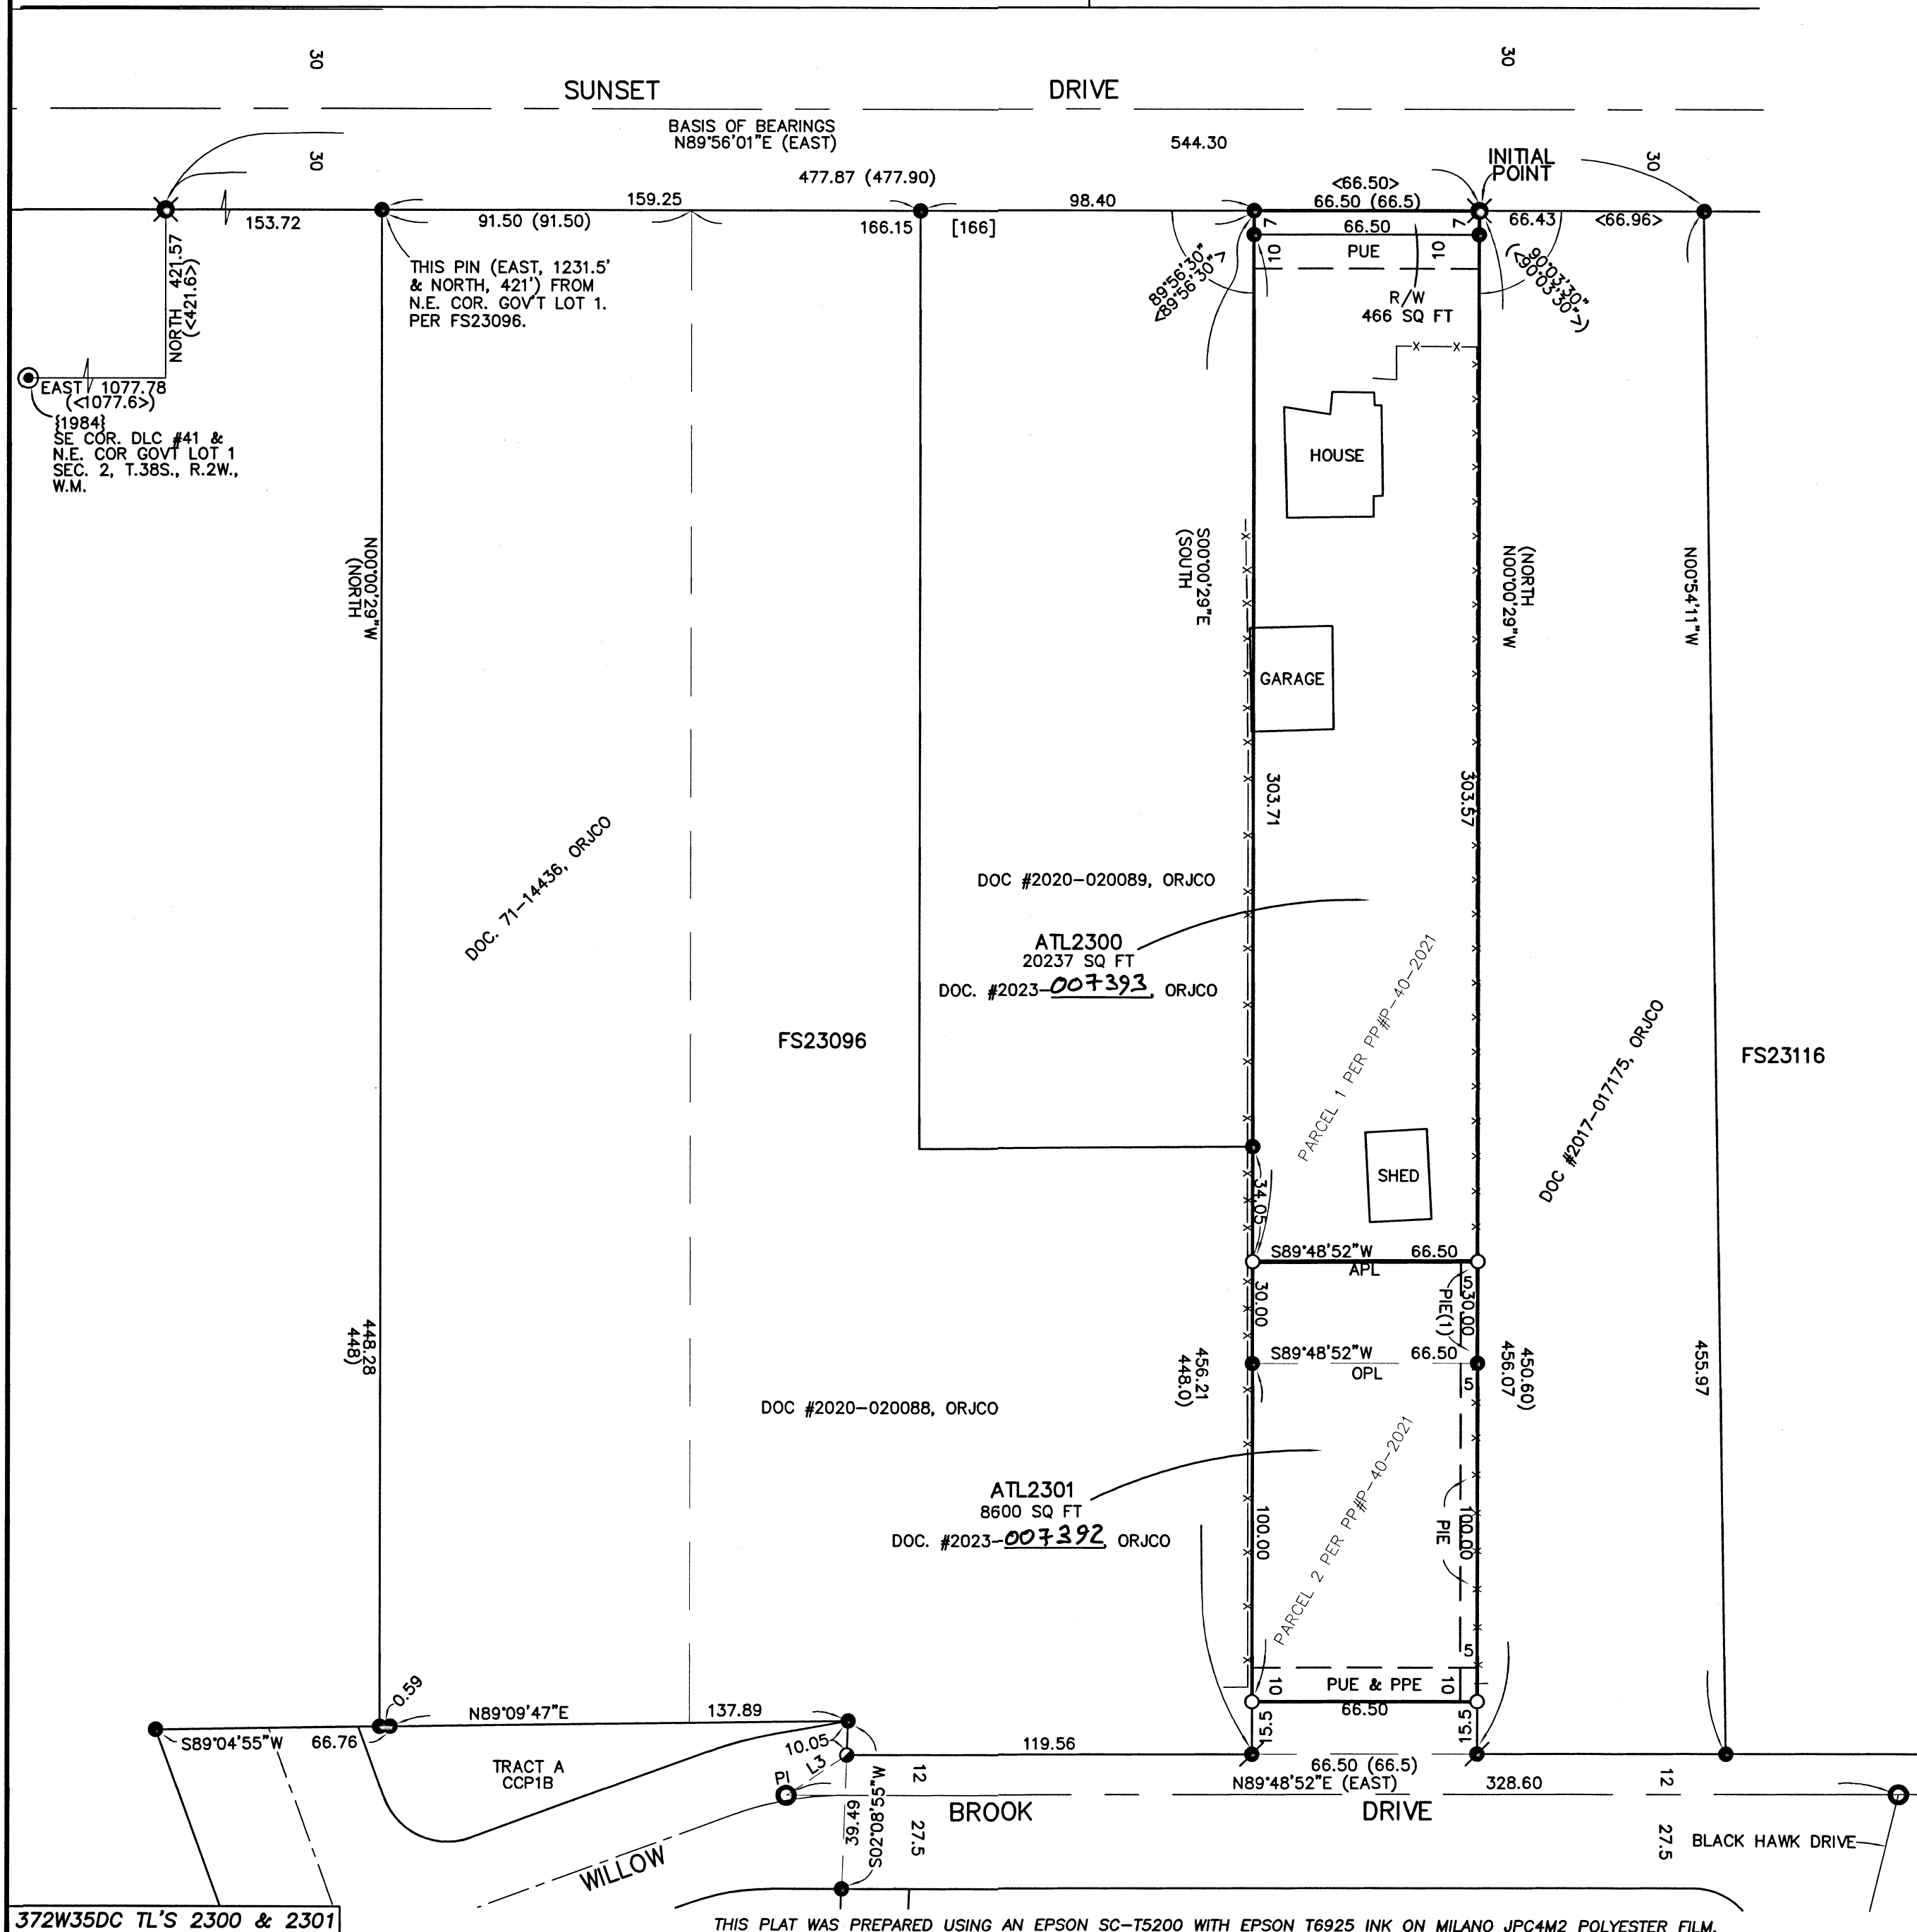 30
30
SUNSET DRIVE
BASIS OF BEARINGS
N89°56'01"E (EAST)
544.30
30
30
INITIAL
POINT
477.87 (477.90)
<66.50>
153.72
159.25
91.50 (91.50)
166.15 [166]
98.40
66.50 (66.5)
66.43 <66.96>
7
66.50
7
10
PUE
10
89°56'30"
<89°56'30">
90°03'30"
(<90°03'30">)
R/W
466 SQ FT
NORTH 421.57
(<421.6>)
THIS PIN (EAST, 1231.5'
& NORTH, 421') FROM
N.E. COR. GOV'T LOT 1.
PER FS23096.
EAST 1077.78
(<1077.6>)
{1984}
SE COR. DLC #41 &
N.E. COR GOVT LOT 1
SEC. 2, T.38S., R.2W.,
W.M.
HOUSE
N00°00'29"W
(NORTH
S00°00'29"E
(SOUTH
(NORTH
N00°00'29"W
N00°54'11"W
GARAGE
303.71
303.57
DOC. 71-14436, ORJCO
DOC #2020-020089, ORJCO
ATL2300
20237 SQ FT
DOC. #2023-007393, ORJCO
PARCEL 1 PER PP#P-40-2021
FS23096
FS23116
DOC #2017-017175, ORJCO
SHED
34.05
S89°48'52"W 66.50
APL
30.00
5
30.00
PIE(1)
S89°48'52"W 66.50
OPL
5
448.28
448)
456.21
448.0)
450.60)
456.07
455.97
DOC #2020-020088, ORJCO
ATL2301
8600 SQ FT
DOC. #2023-007392, ORJCO
PARCEL 2 PER PP#P-40-2021
100.00
100.00
PIE
5
10
PUE & PPE
10
66.50
15.5
15.5
0.59
N89°09'47"E 137.89
S89°04'55"W 66.76
TRACT A
CCP1B
10.05
L3
PI
119.56
66.50 (66.5)
N89°48'52"E (EAST)
328.60
12
12
39.49
S02°08'55"W
27.5
27.5
WILLOW BROOK DRIVE
BLACK HAWK DRIVE
372W35DC TL'S 2300 & 2301
THIS PLAT WAS PREPARED USING AN EPSON SC-T5200 WITH EPSON T6925 INK ON MILANO JPC4M2 POLYESTER FILM.